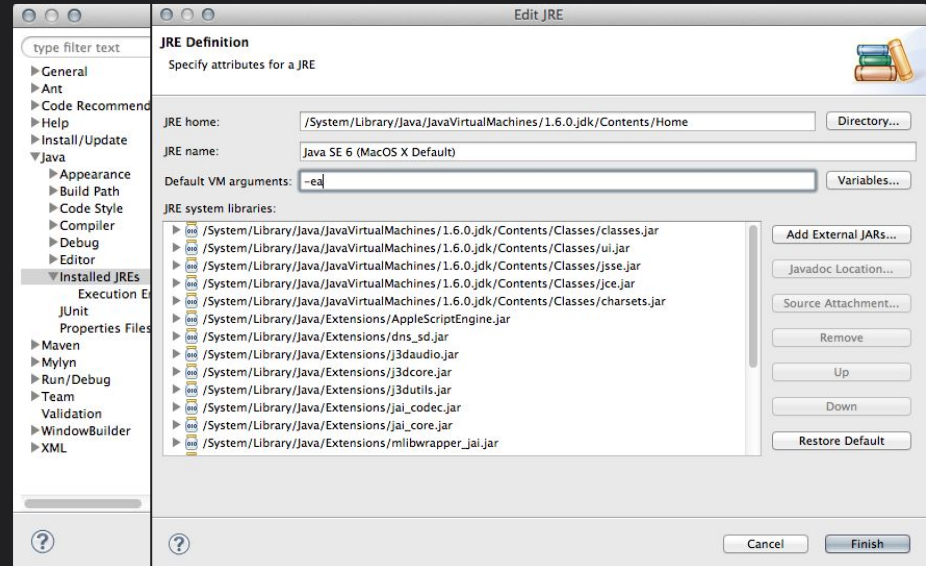 type filter text
General
Ant
Code Recommend
Help
Install/Update
Java
Appearance
Build Path
Code Style
Compiler
Debug
Editor
Installed JREs
Execution E
JUnit
Properties Files
Maven
Mylyn
Run/Debug
Team
Validation
WindowBuilder
XML
Edit JRE
JRE Definition
Specify attributes for a JRE
JRE home: /System/Library/Java/JavaVirtualMachines/1.6.0.jdk/Contents/Home Directory...
JRE name: Java SE 6 (MacOS X Default)
Default VM arguments: -ea Variables...
JRE system libraries:
/System/Library/Java/JavaVirtualMachines/1.6.0.jdk/Contents/Classes/classes.jar
/System/Library/Java/JavaVirtualMachines/1.6.0.jdk/Contents/Classes/ui.jar
/System/Library/Java/JavaVirtualMachines/1.6.0.jdk/Contents/Classes/jsse.jar
/System/Library/Java/JavaVirtualMachines/1.6.0.jdk/Contents/Classes/jce.jar
/System/Library/Java/JavaVirtualMachines/1.6.0.jdk/Contents/Classes/charsets.jar
/System/Library/Java/Extensions/AppleScriptEngine.jar
/System/Library/Java/Extensions/dns_sd.jar
/System/Library/Java/Extensions/j3daudio.jar
/System/Library/Java/Extensions/j3dcore.jar
/System/Library/Java/Extensions/j3dutils.jar
/System/Library/Java/Extensions/jai_codec.jar
/System/Library/Java/Extensions/jai_core.jar
/System/Library/Java/Extensions/mlibwrapper_jai.jar
Add External JARs...
Javadoc Location...
Source Attachment...
Remove
Up
Down
Restore Default
? ? Cancel Finish